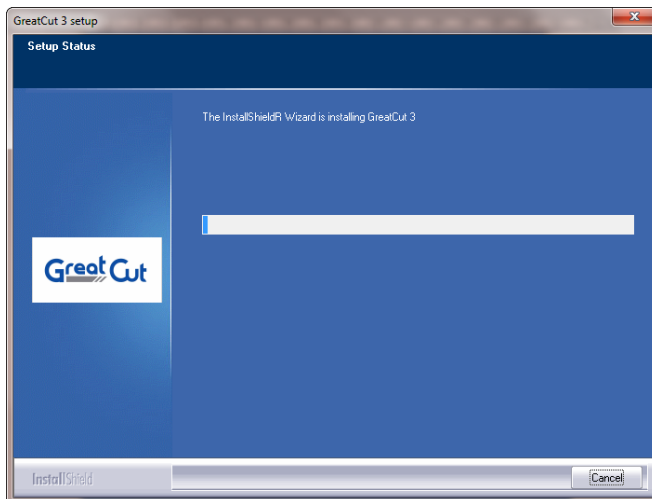 GreatCut 3 setup
x
Setup Status
The InstallShieldR Wizard is installing GreatCut 3
Great Cut
InstallShield
Cancel